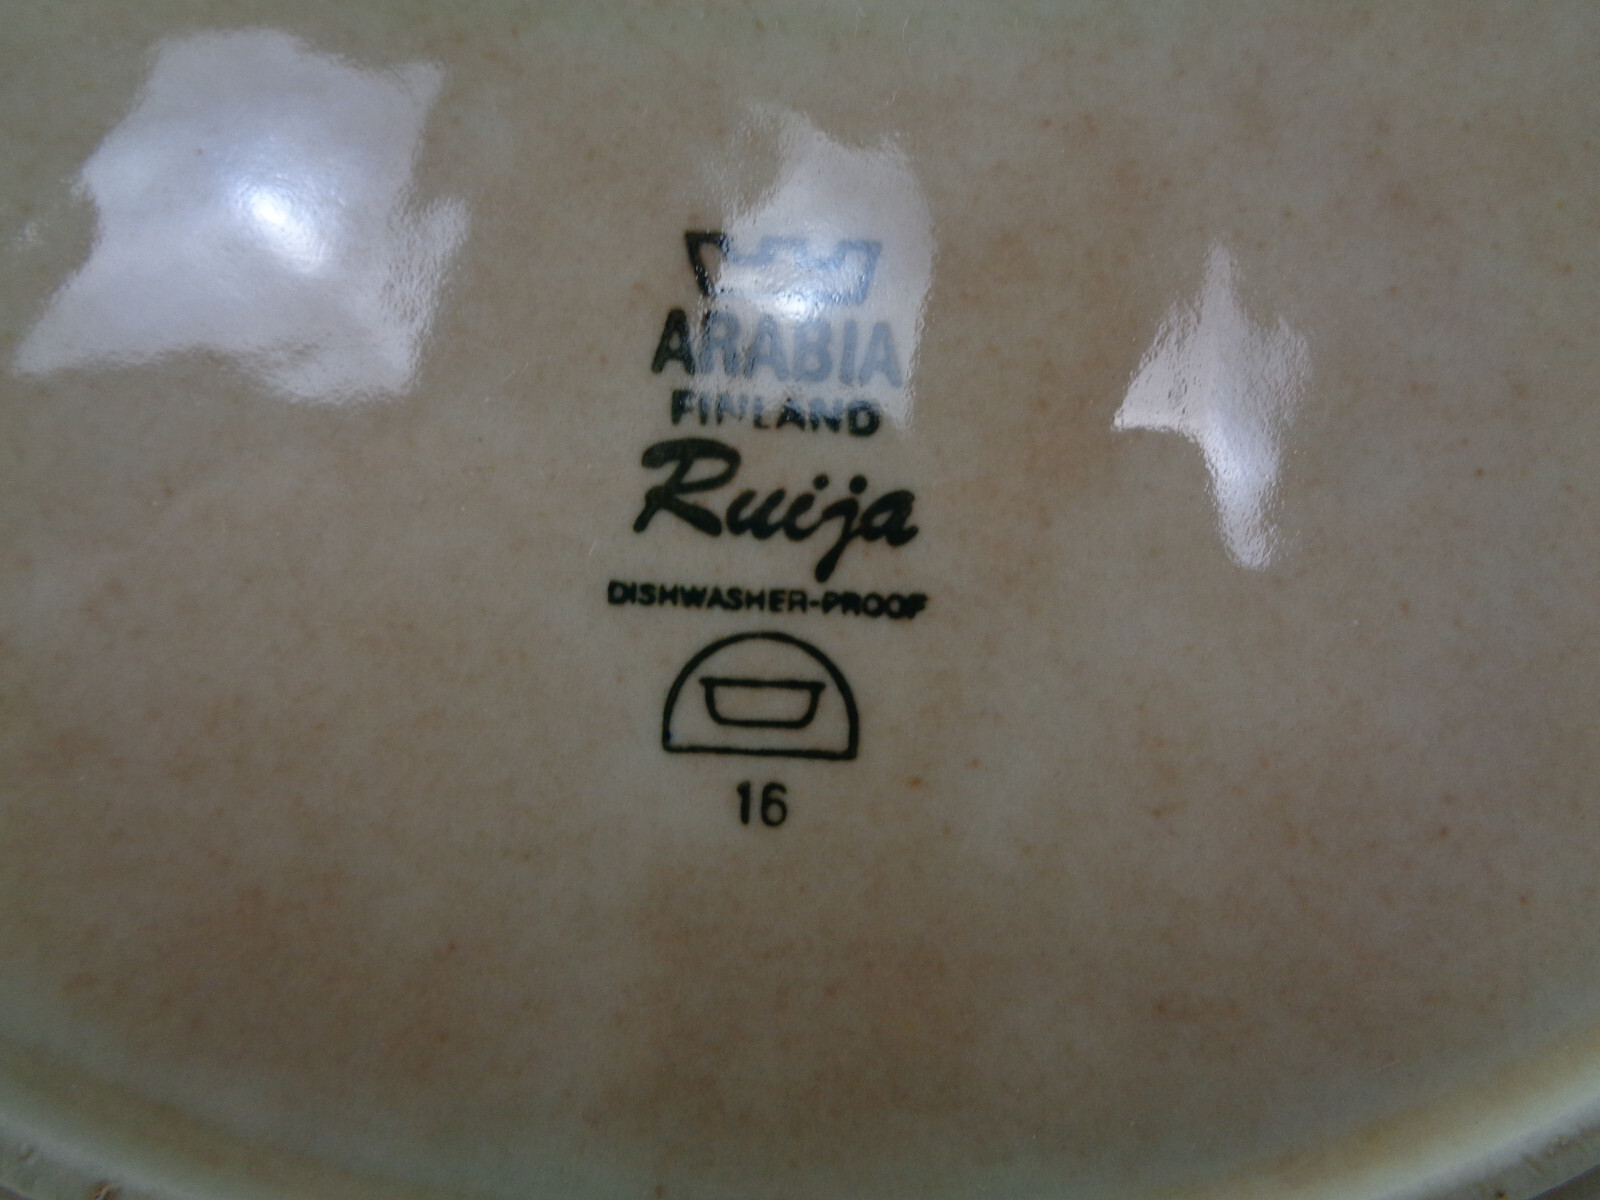 ARABIA
FINLAND
Ruija
DISHWASHER-PROOF
16